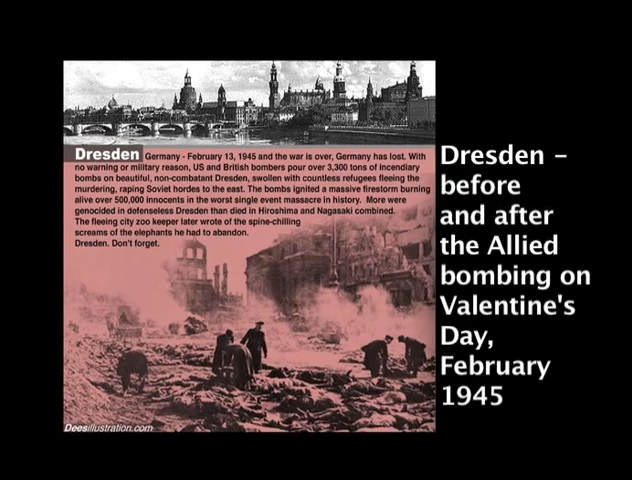 Dresden Germany - February 13, 1945 and the war is over, Germany has lost. With
no warning or military reason, US and British bombers pour over 3,300 tons of incendiary
bombs on beautiful, non-combatant Dresden, swollen with countless refugees fleeing the
murdering, raping Soviet hordes to the east. The bombs ignited a massive firestorm burning
alive over 500,000 innocents in the worst single event massacre in history. More were
genocided in defenseless Dresden than died in Hiroshima and Nagasaki combined.
The fleeing city zoo keeper later wrote of the spine-chilling
screams of the elephants he had to abandon.
Dresden. Don't forget.
Deesillustration.com
Dresden –
before
and after
the Allied
bombing on
Valentine's
Day,
February
1945